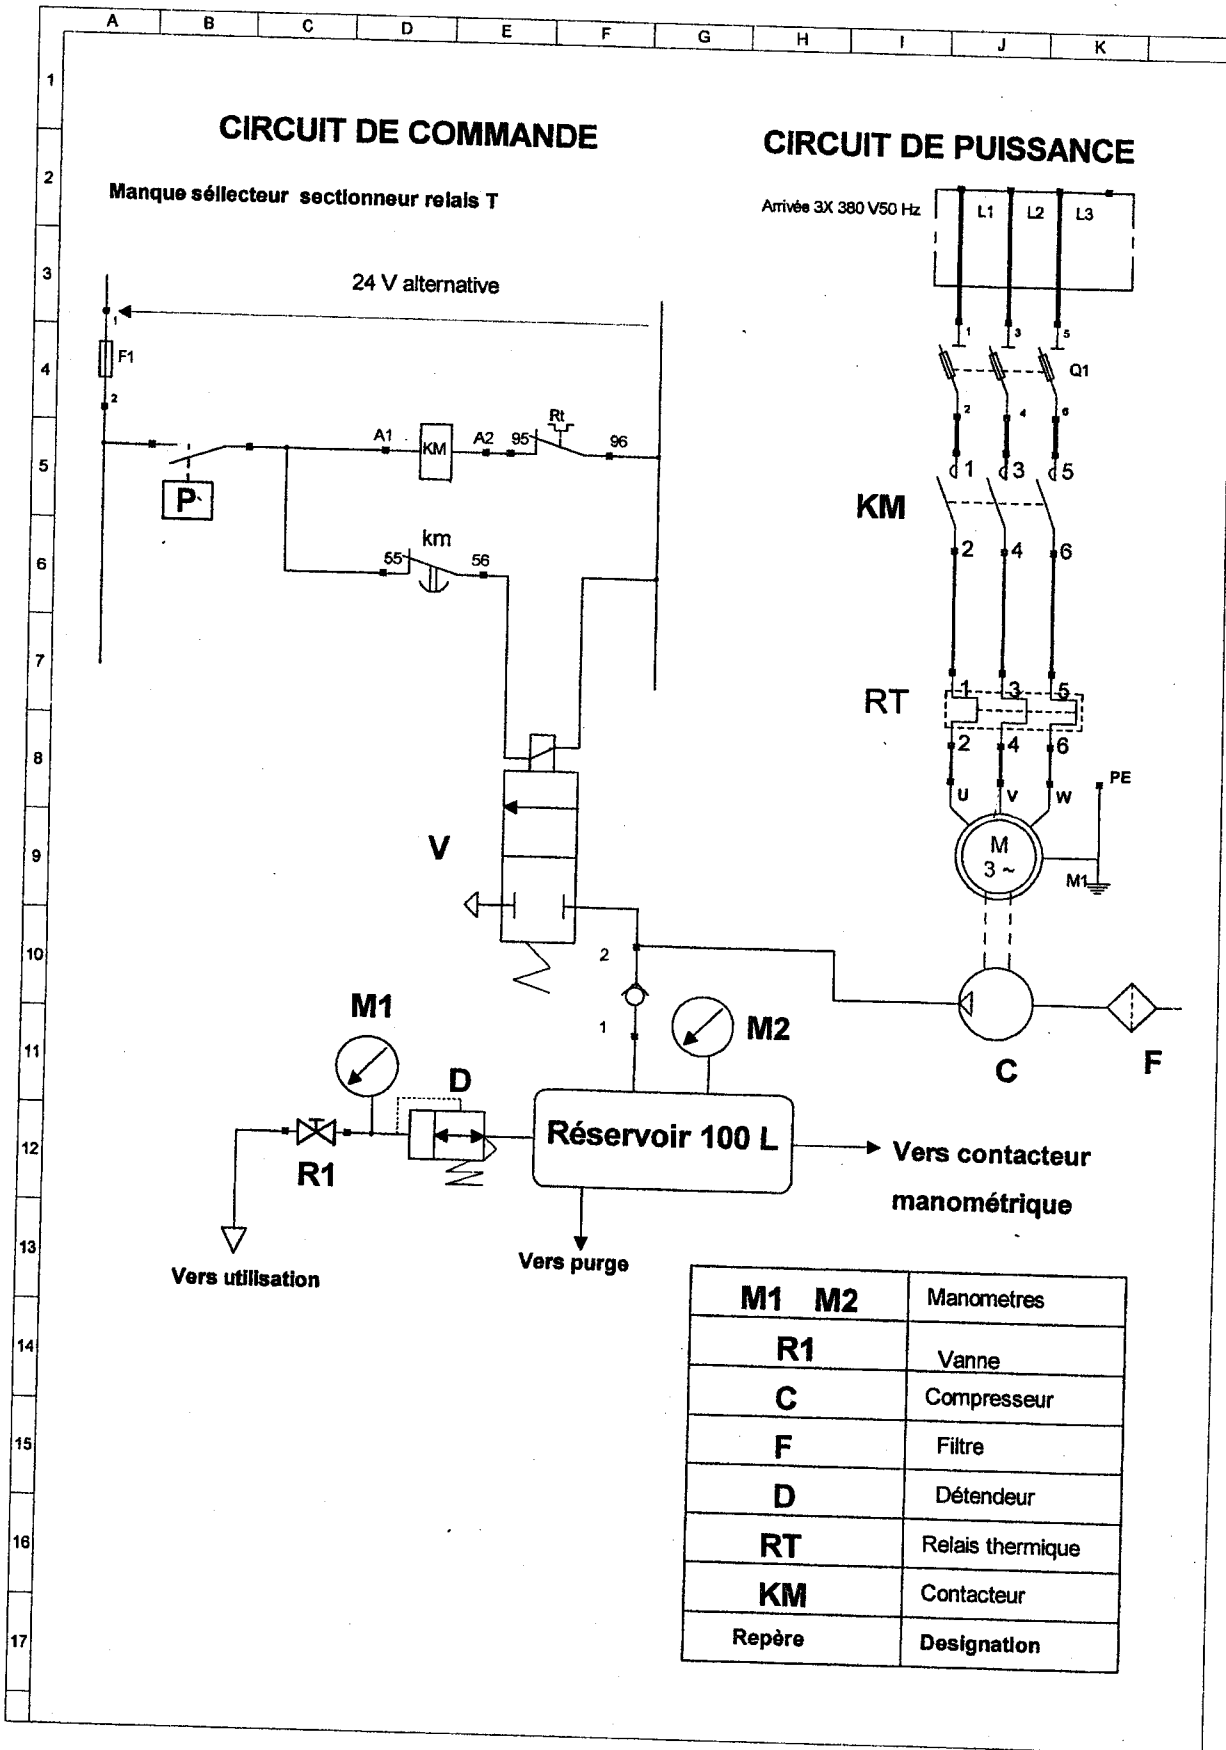 A B C D E F G H I J K
1
CIRCUIT DE COMMANDE
CIRCUIT DE PUISSANCE
2
Manque séllecteur sectionneur relais T
Arrivée 3X 380 V50 Hz
L1 L2 L3
3
24 V alternative
1
1 3 5
4
F1
Q1
2
2 4 6
Rt
A1 KM A2 95 96
5
1 3 5
P
KM
km
6
55 56
2 4 6
7
RT
1 3 5
8
2 4 6
PE
U V W
V
M
3 ~
9
M1
10
2
M1
1
M2
11
D
C
F
12
Réservoir 100 L
Vers contacteur
manométrique
R1
13
Vers utilisation
Vers purge
M1 M2 Manometres
14
R1 Vanne
C Compresseur
15
F Filtre
D Détendeur
16
RT Relais thermique
KM Contacteur
17
Repère Designation